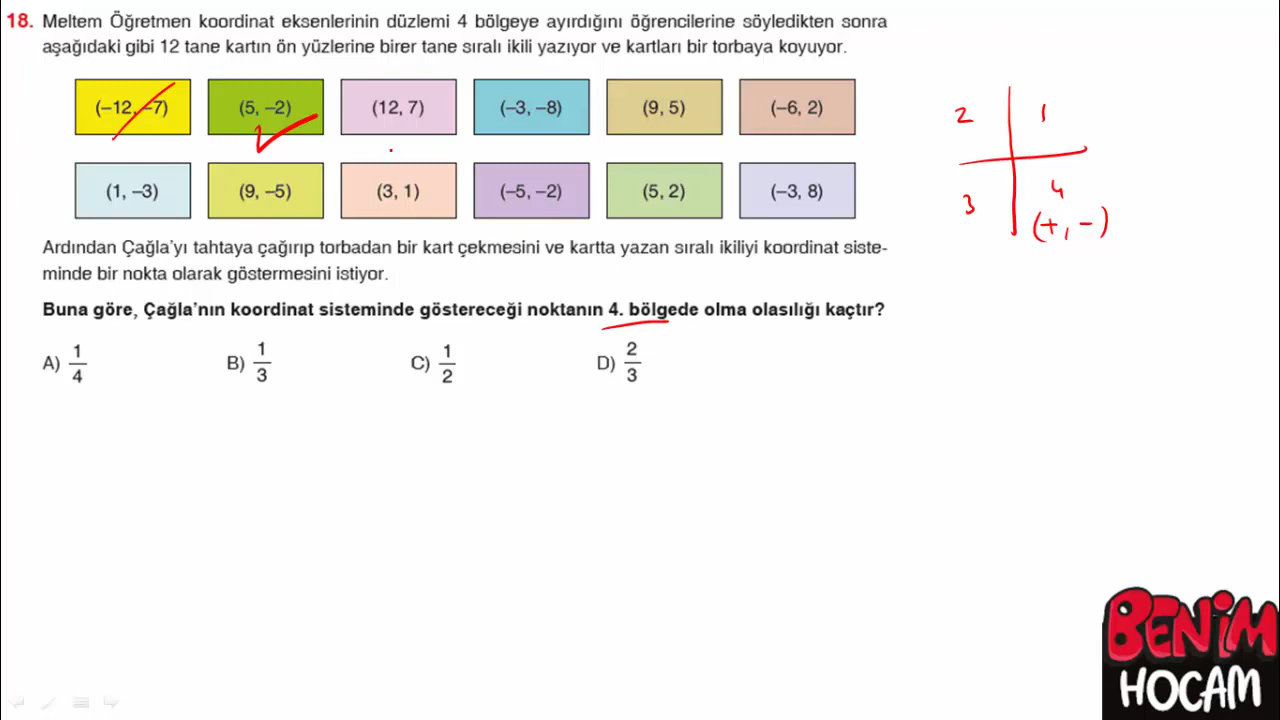 18. Meltem Öğretmen koordinat eksenlerinin düzlemi 4 bölgeye ayırdığını öğrencilerine söyledikten sonra
aşağıdaki gibi 12 tane kartın ön yüzlerine birer tane sıralı ikili yazıyor ve kartları bir torbaya koyuyor.
(–12, –7) (5, –2) (12, 7) (–3, –8) (9, 5) (–6, 2)
(1, –3) (9, –5) (3, 1) (–5, –2) (5, 2) (–3, 8)
2 1
3 4
(+, -)
Ardından Çağla'yı tahtaya çağırıp torbadan bir kart çekmesini ve kartta yazan sıralı ikiliyi koordinat siste-
minde bir nokta olarak göstermesini istiyor.
Buna göre, Çağla'nın koordinat sisteminde göstereceği noktanın 4. bölgede olma olasılığı kaçtır?
A) 1/4 B) 1/3 C) 1/2 D) 2/3
BENİM
HOCAM